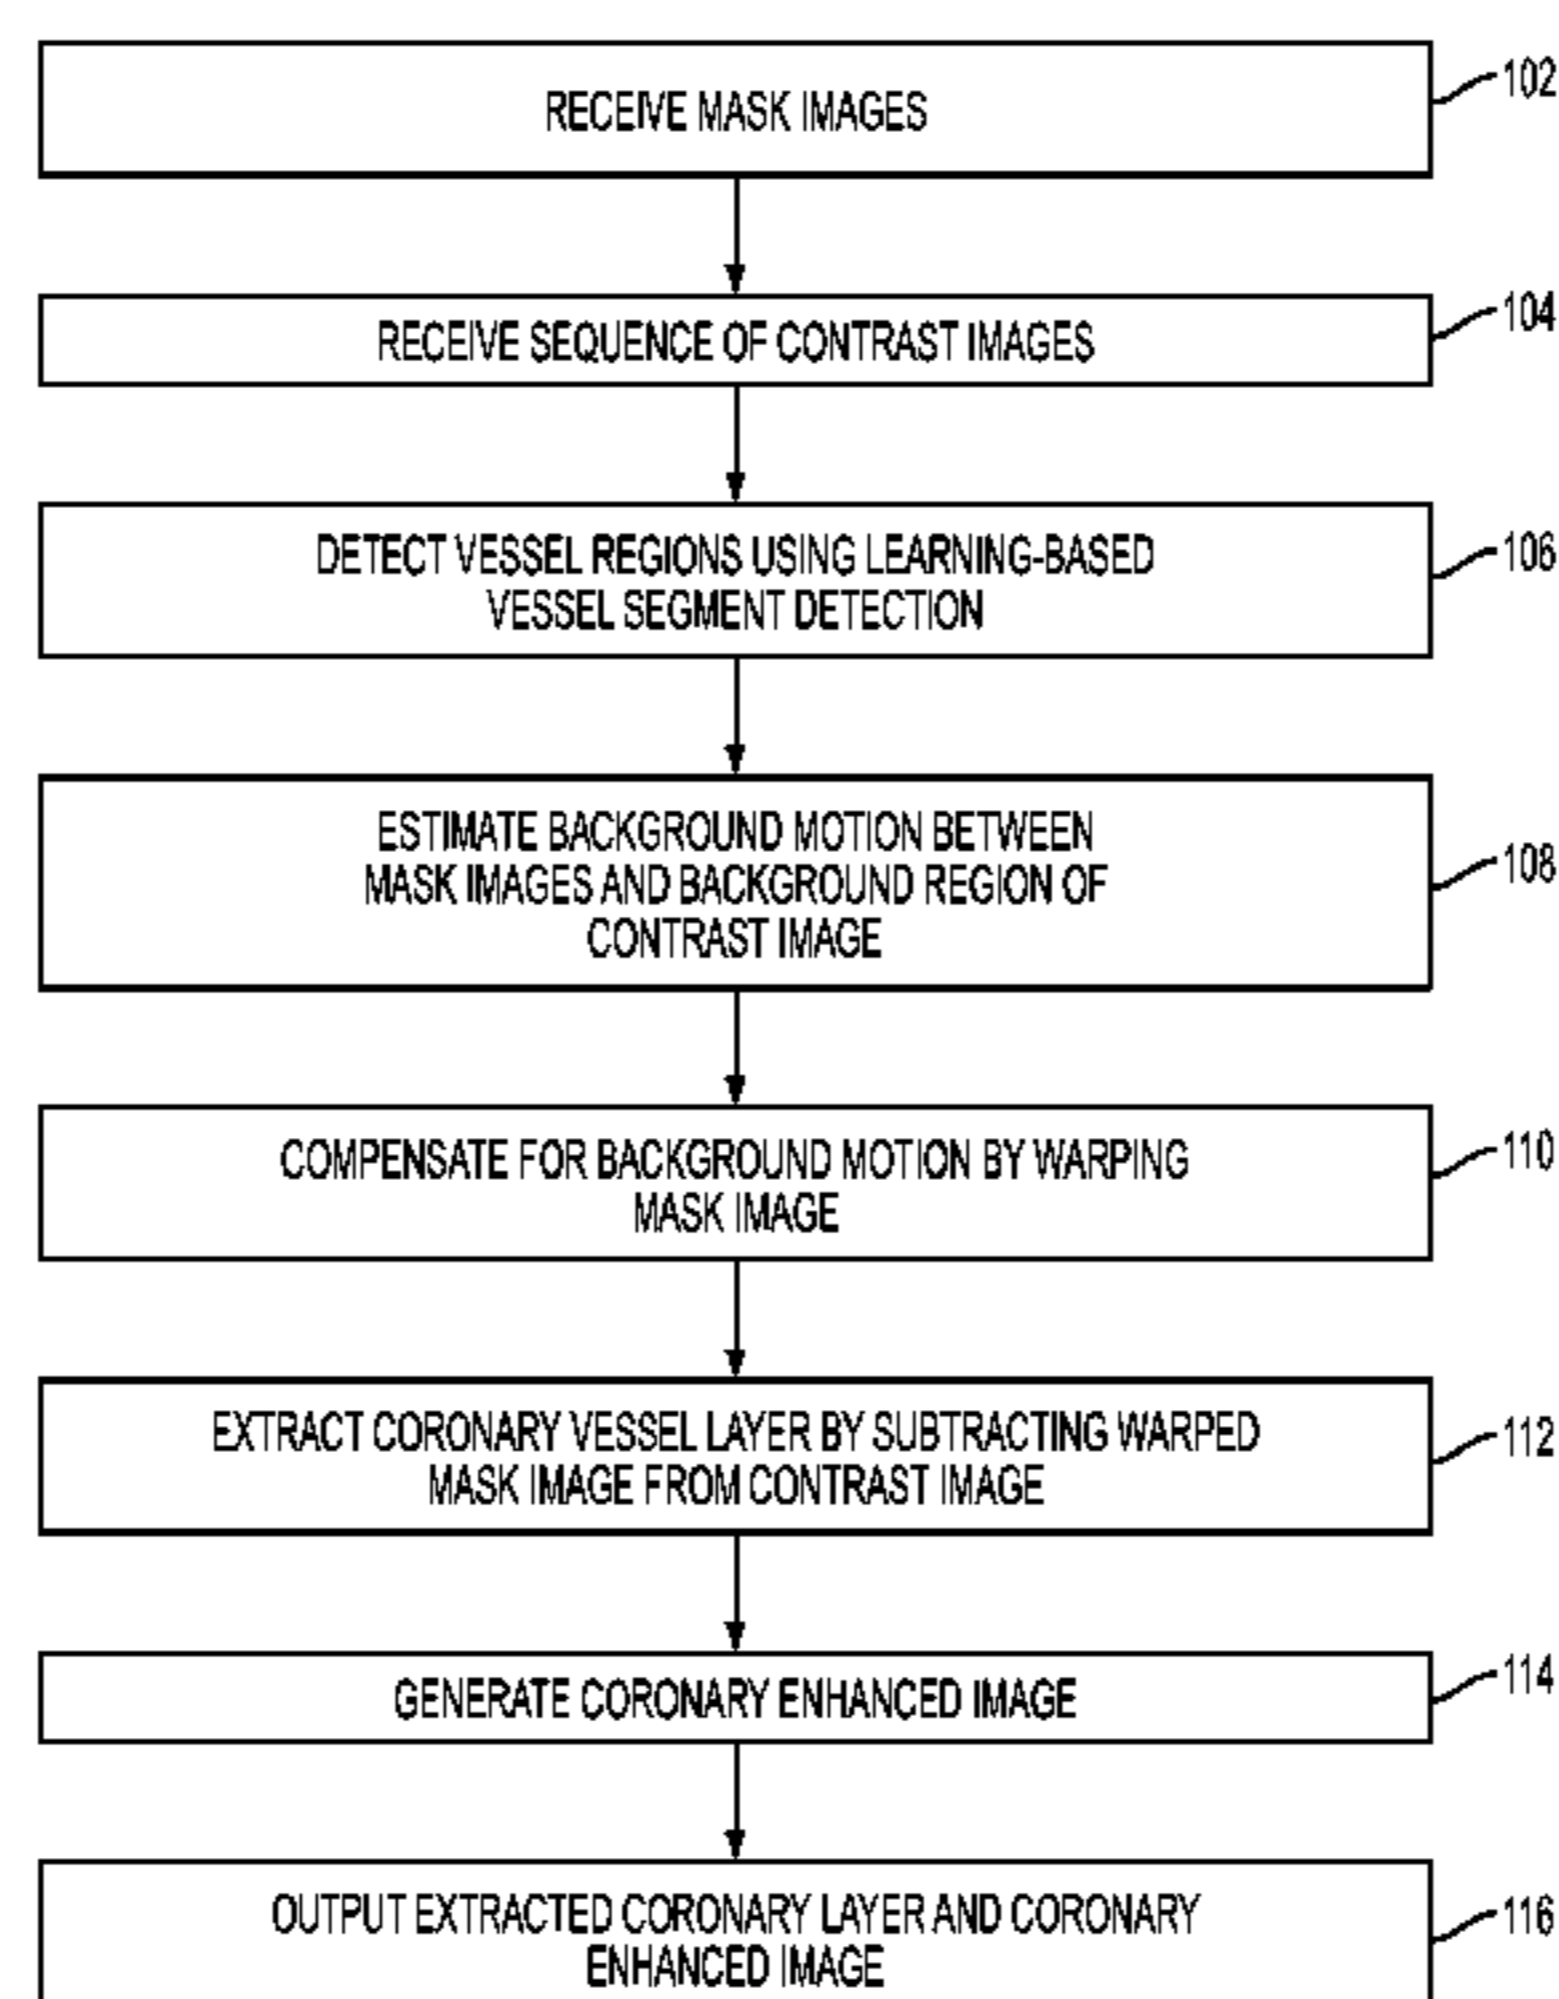 RECEIVE MASK IMAGES
102
RECEIVE SEQUENCE OF CONTRAST IMAGES
104
DETECT VESSEL REGIONS USING LEARNING-BASED
VESSEL SEGMENT DETECTION
106
ESTIMATE BACKGROUND MOTION BETWEEN
MASK IMAGES AND BACKGROUND REGION OF
CONTRAST IMAGE
108
COMPENSATE FOR BACKGROUND MOTION BY WARPING
MASK IMAGE
110
EXTRACT CORONARY VESSEL LAYER BY SUBTRACTING WARPED
MASK IMAGE FROM CONTRAST IMAGE
112
GENERATE CORONARY ENHANCED IMAGE
114
OUTPUT EXTRACTED CORONARY LAYER AND CORONARY
ENHANCED IMAGE
116